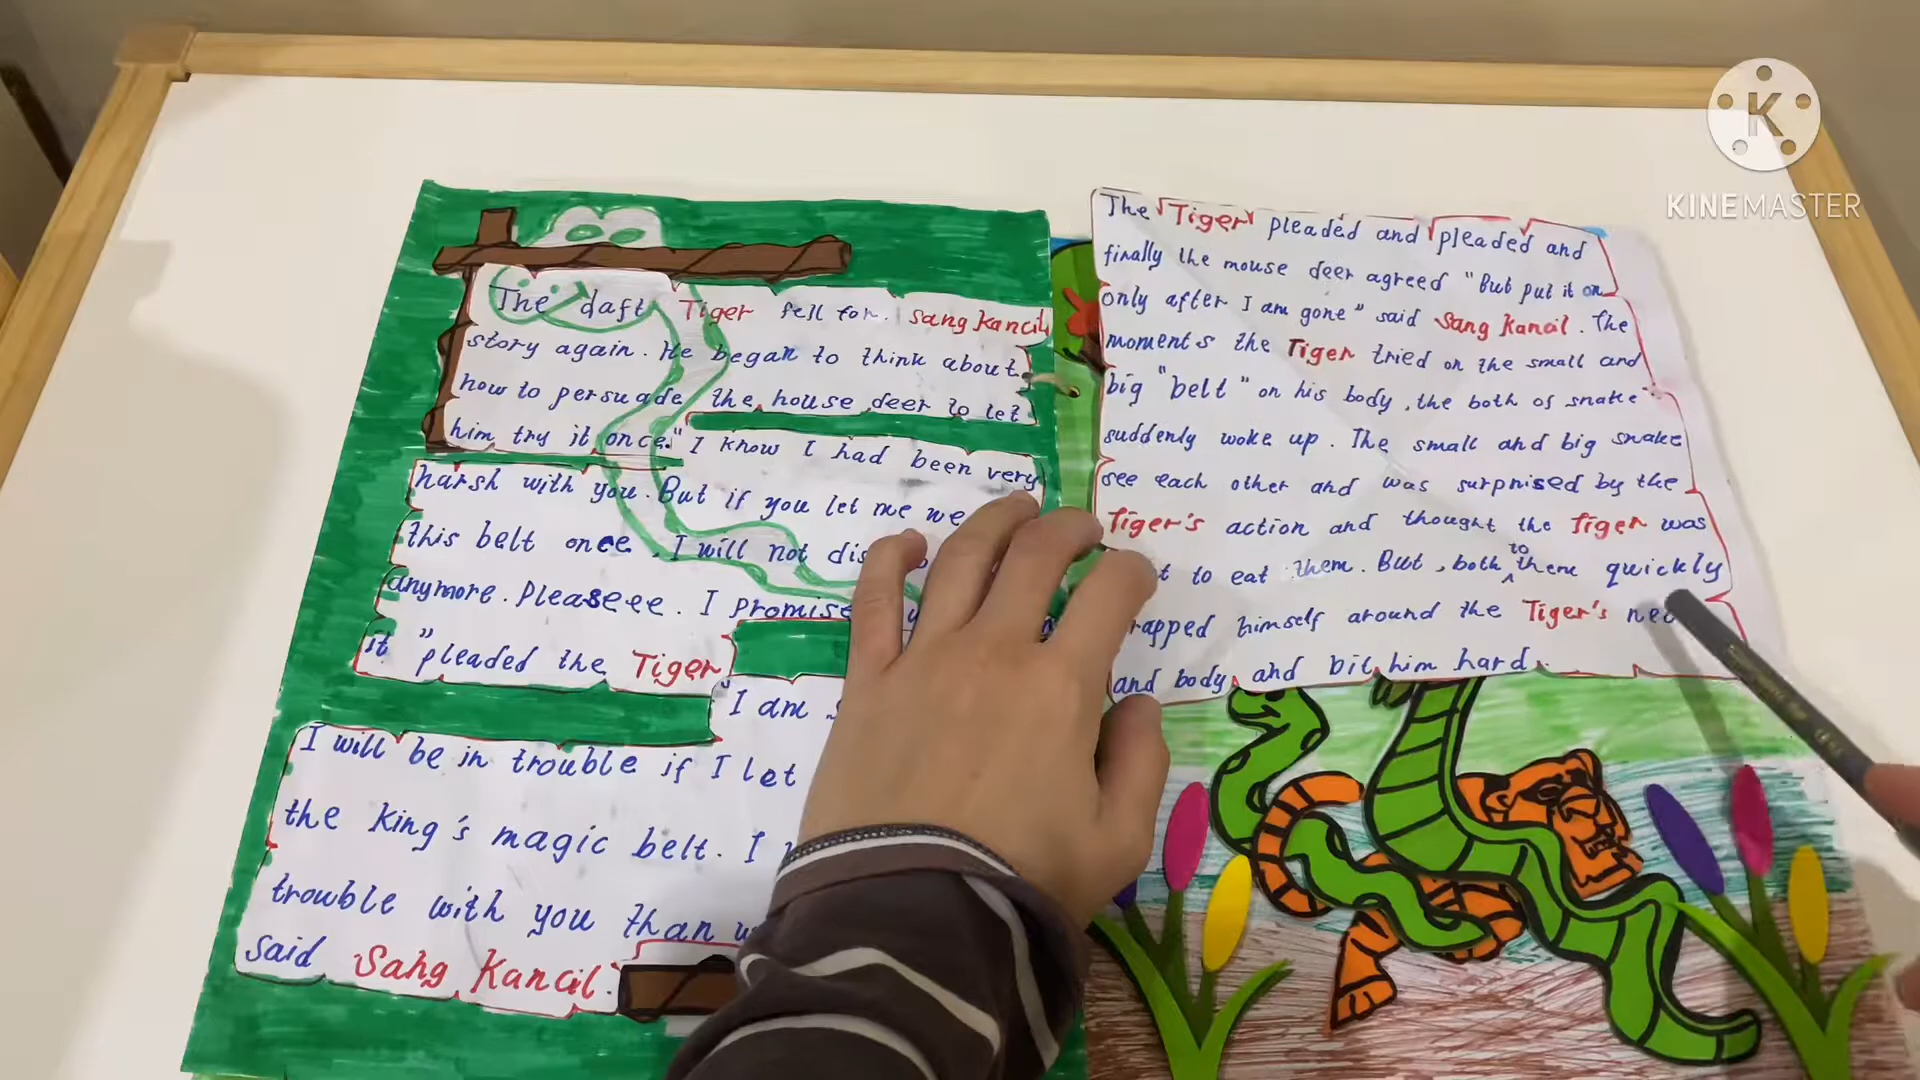 The daft Tiger fell for Sang Kancil
story again. He began to think about
how to persuade the house deer to let
him try it once. "I know I had been very
harsh with you. But if you let me
this belt once, I will not
anymore. Pleaseee. I promise
it" pleaded the Tiger
"I am
I will be in trouble if I let
the King's magic belt. I
trouble with you than
said Sang Kancil.
The Tiger pleaded and pleaded and
finally the mouse deer agreed "But put it on
only after I am gone" said Sang Kancil. The
moments the Tiger tried on the small and
big "belt" on his body, the both of snake
suddenly woke up. The small and big snake
see each other and was surprised by the
Tiger's action and thought the Tiger was
to eat them. But, both to them quickly
himself around the Tiger's
and body and bit him hard.
K
KINEMASTER